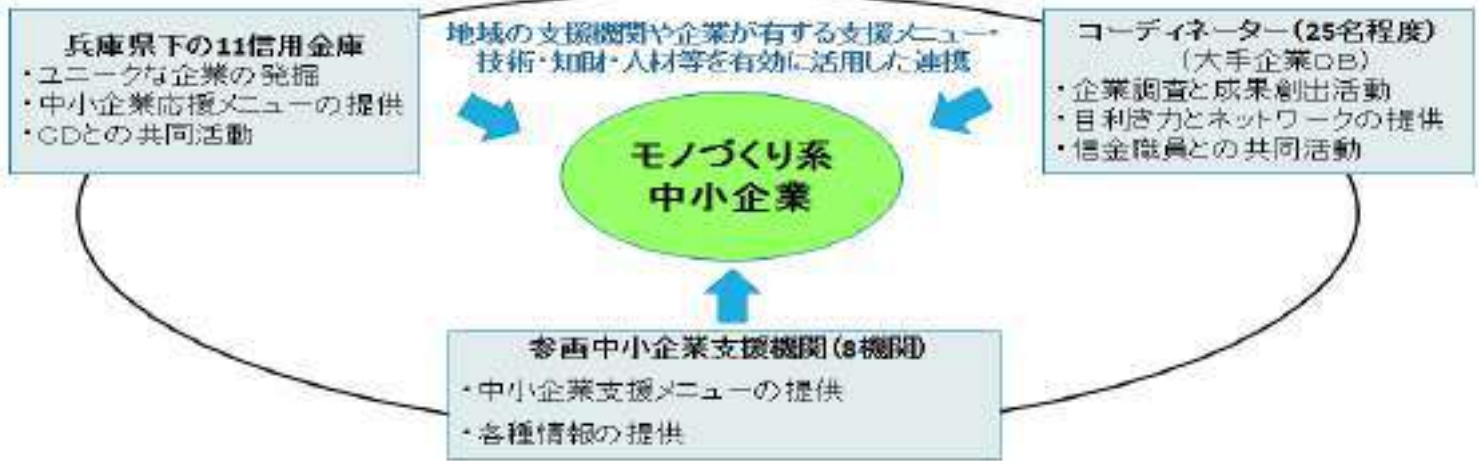 兵庫県下の11信用金庫
・ユニークな企業の発掘
・中小企業応援メニューの提供
・CDとの共同活動
地域の支援機関や企業が有する支援メニュー・
技術・知財・人材等を有効に活用した連携
コーディネーター(25名程度)
(大手企業OB)
・企業調査と成果創出活動
・目利き力とネットワークの提供
・信金職員との共同活動
モノづくり系
中小企業
参画中小企業支援機関(8機関)
・中小企業支援メニューの提供
・各種情報の提供